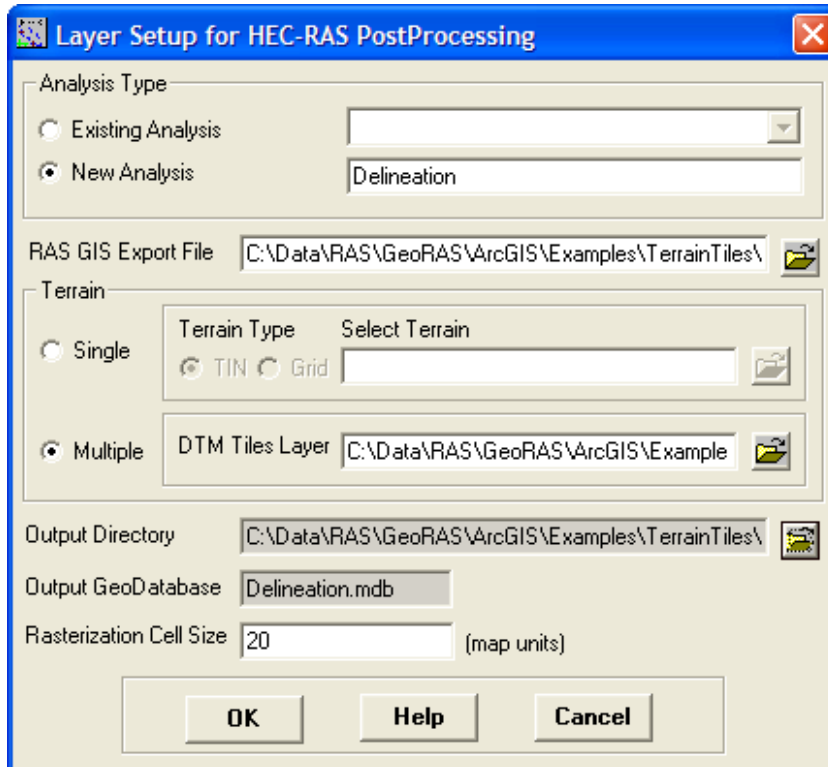 Layer Setup for HEC-RAS PostProcessing
Analysis Type
Existing Analysis
New Analysis
Delineation
RAS GIS Export File
C:\Data\RAS\GeoRAS\ArcGIS\Examples\TerrainTiles\
Terrain
Single
Terrain Type
Select Terrain
TIN
Grid
Multiple
DTM Tiles Layer
C:\Data\RAS\GeoRAS\ArcGIS\Example
Output Directory
C:\Data\RAS\GeoRAS\ArcGIS\Examples\TerrainTiles\
Output GeoDatabase
Delineation.mdb
Rasterization Cell Size
20
(map units)
OK
Help
Cancel